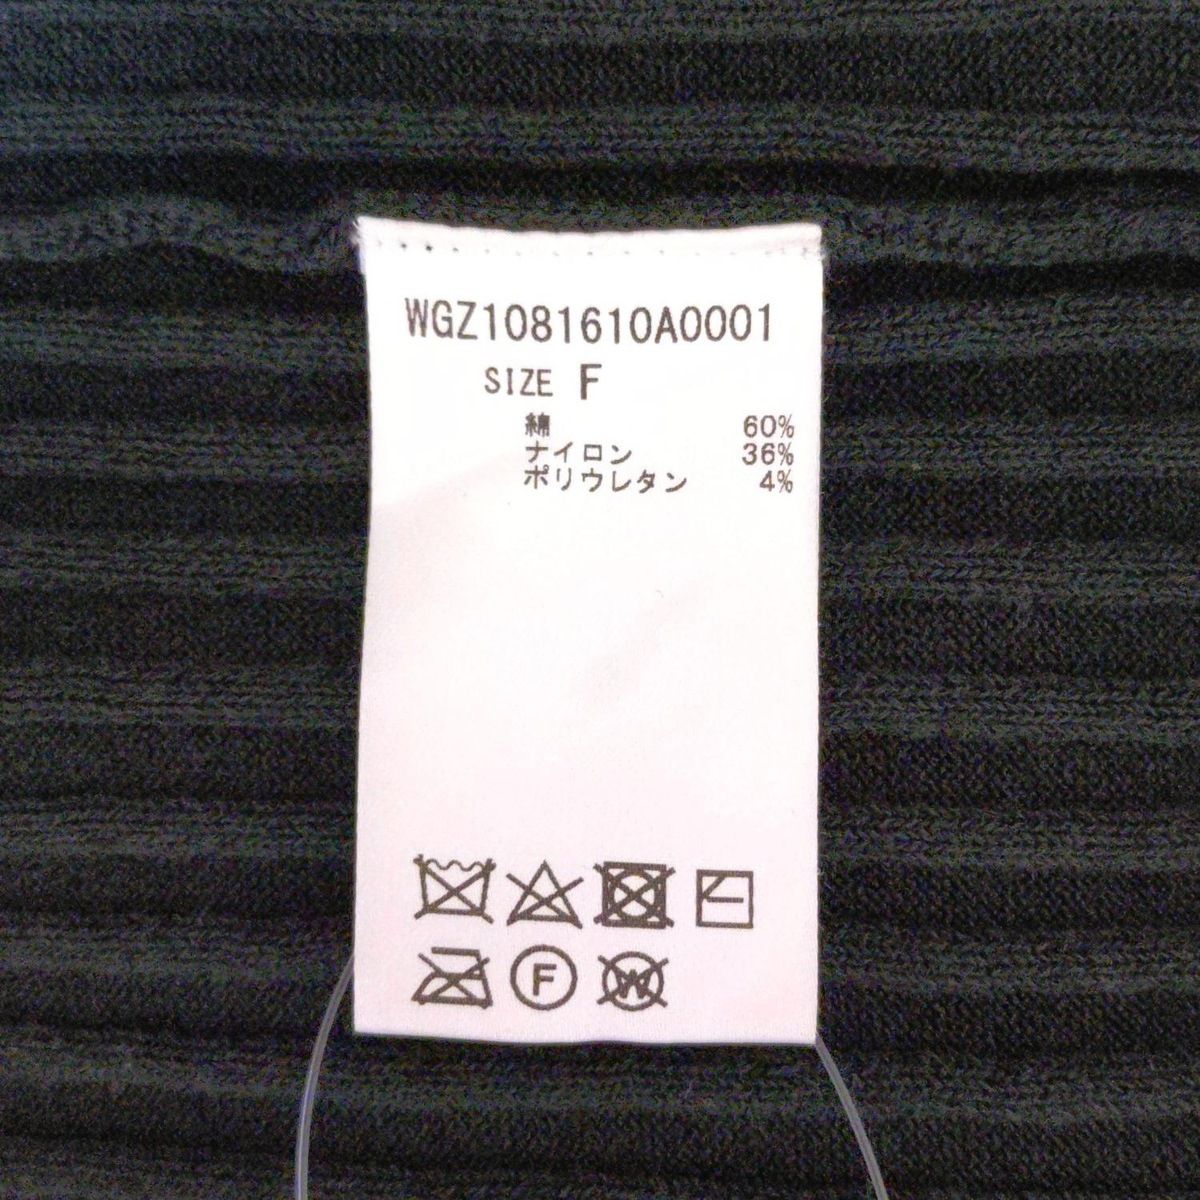 WGZ1081610A0001
SIZE F
綿 60%
ナイロン 36%
ポリウレタン 4%
F
W